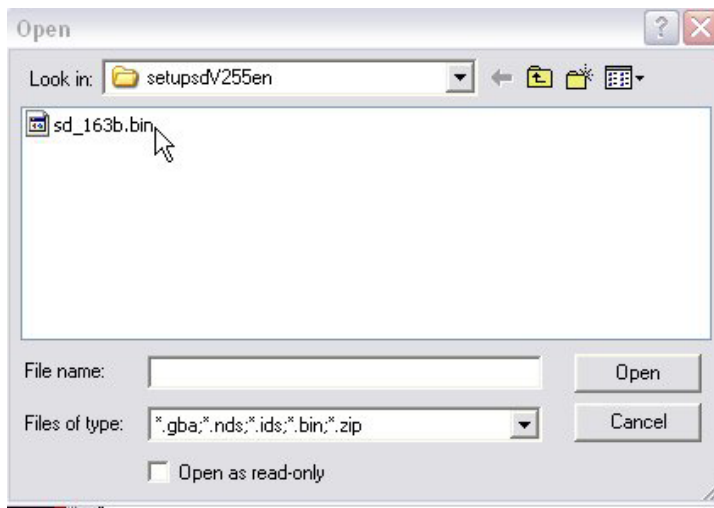 Open
Look in: setupsdV255en
sd_163b.bin
File name:
Open
Files of type: *.gba;*.nds;*.ids;*.bin;*.zip
Cancel
Open as read-only